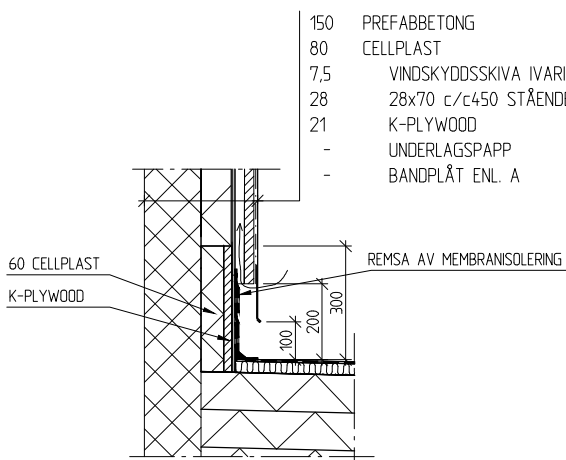 150 PREFABBETONG
80 CELLPLAST
7,5 VINDSKYDDSSKIVA IVARI
28 28x70 c/c450 STÅENDE
21 K-PLYWOOD
- UNDERLAGSPAPP
- BANDPLÅT ENL. A
60 CELLPLAST
K-PLYWOOD
REMSA AV MEMBRANISOLERING
100
200
300